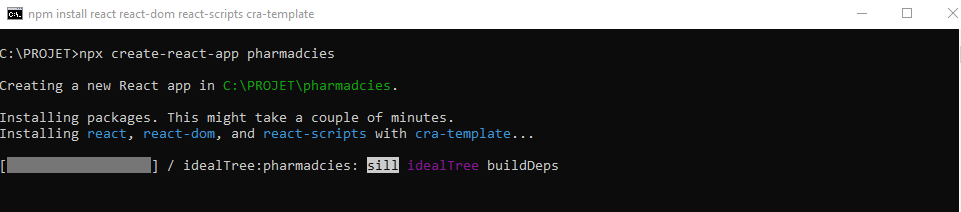 npm install react react-dom react-scripts cra-template
C:\PROJET>npx create-react-app pharmadcies
Creating a new React app in C:\PROJET\pharmadcies.
Installing packages. This might take a couple of minutes.
Installing react, react-dom, and react-scripts with cra-template...
[                  ] / idealTree:pharmadcies: sill idealTree buildDeps